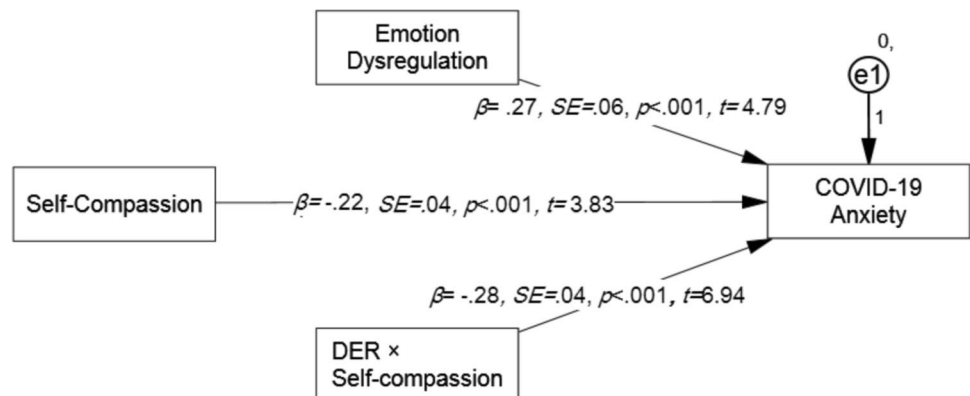 Emotion
Dysregulation
0,
e1
1
β= .27, SE=.06, p<.001, t= 4.79
Self-Compassion
β=-.22, SE=.04, p<.001, t= 3.83
COVID-19
Anxiety
β= -.28, SE=.04, p<.001, t=6.94
DER ×
Self-compassion